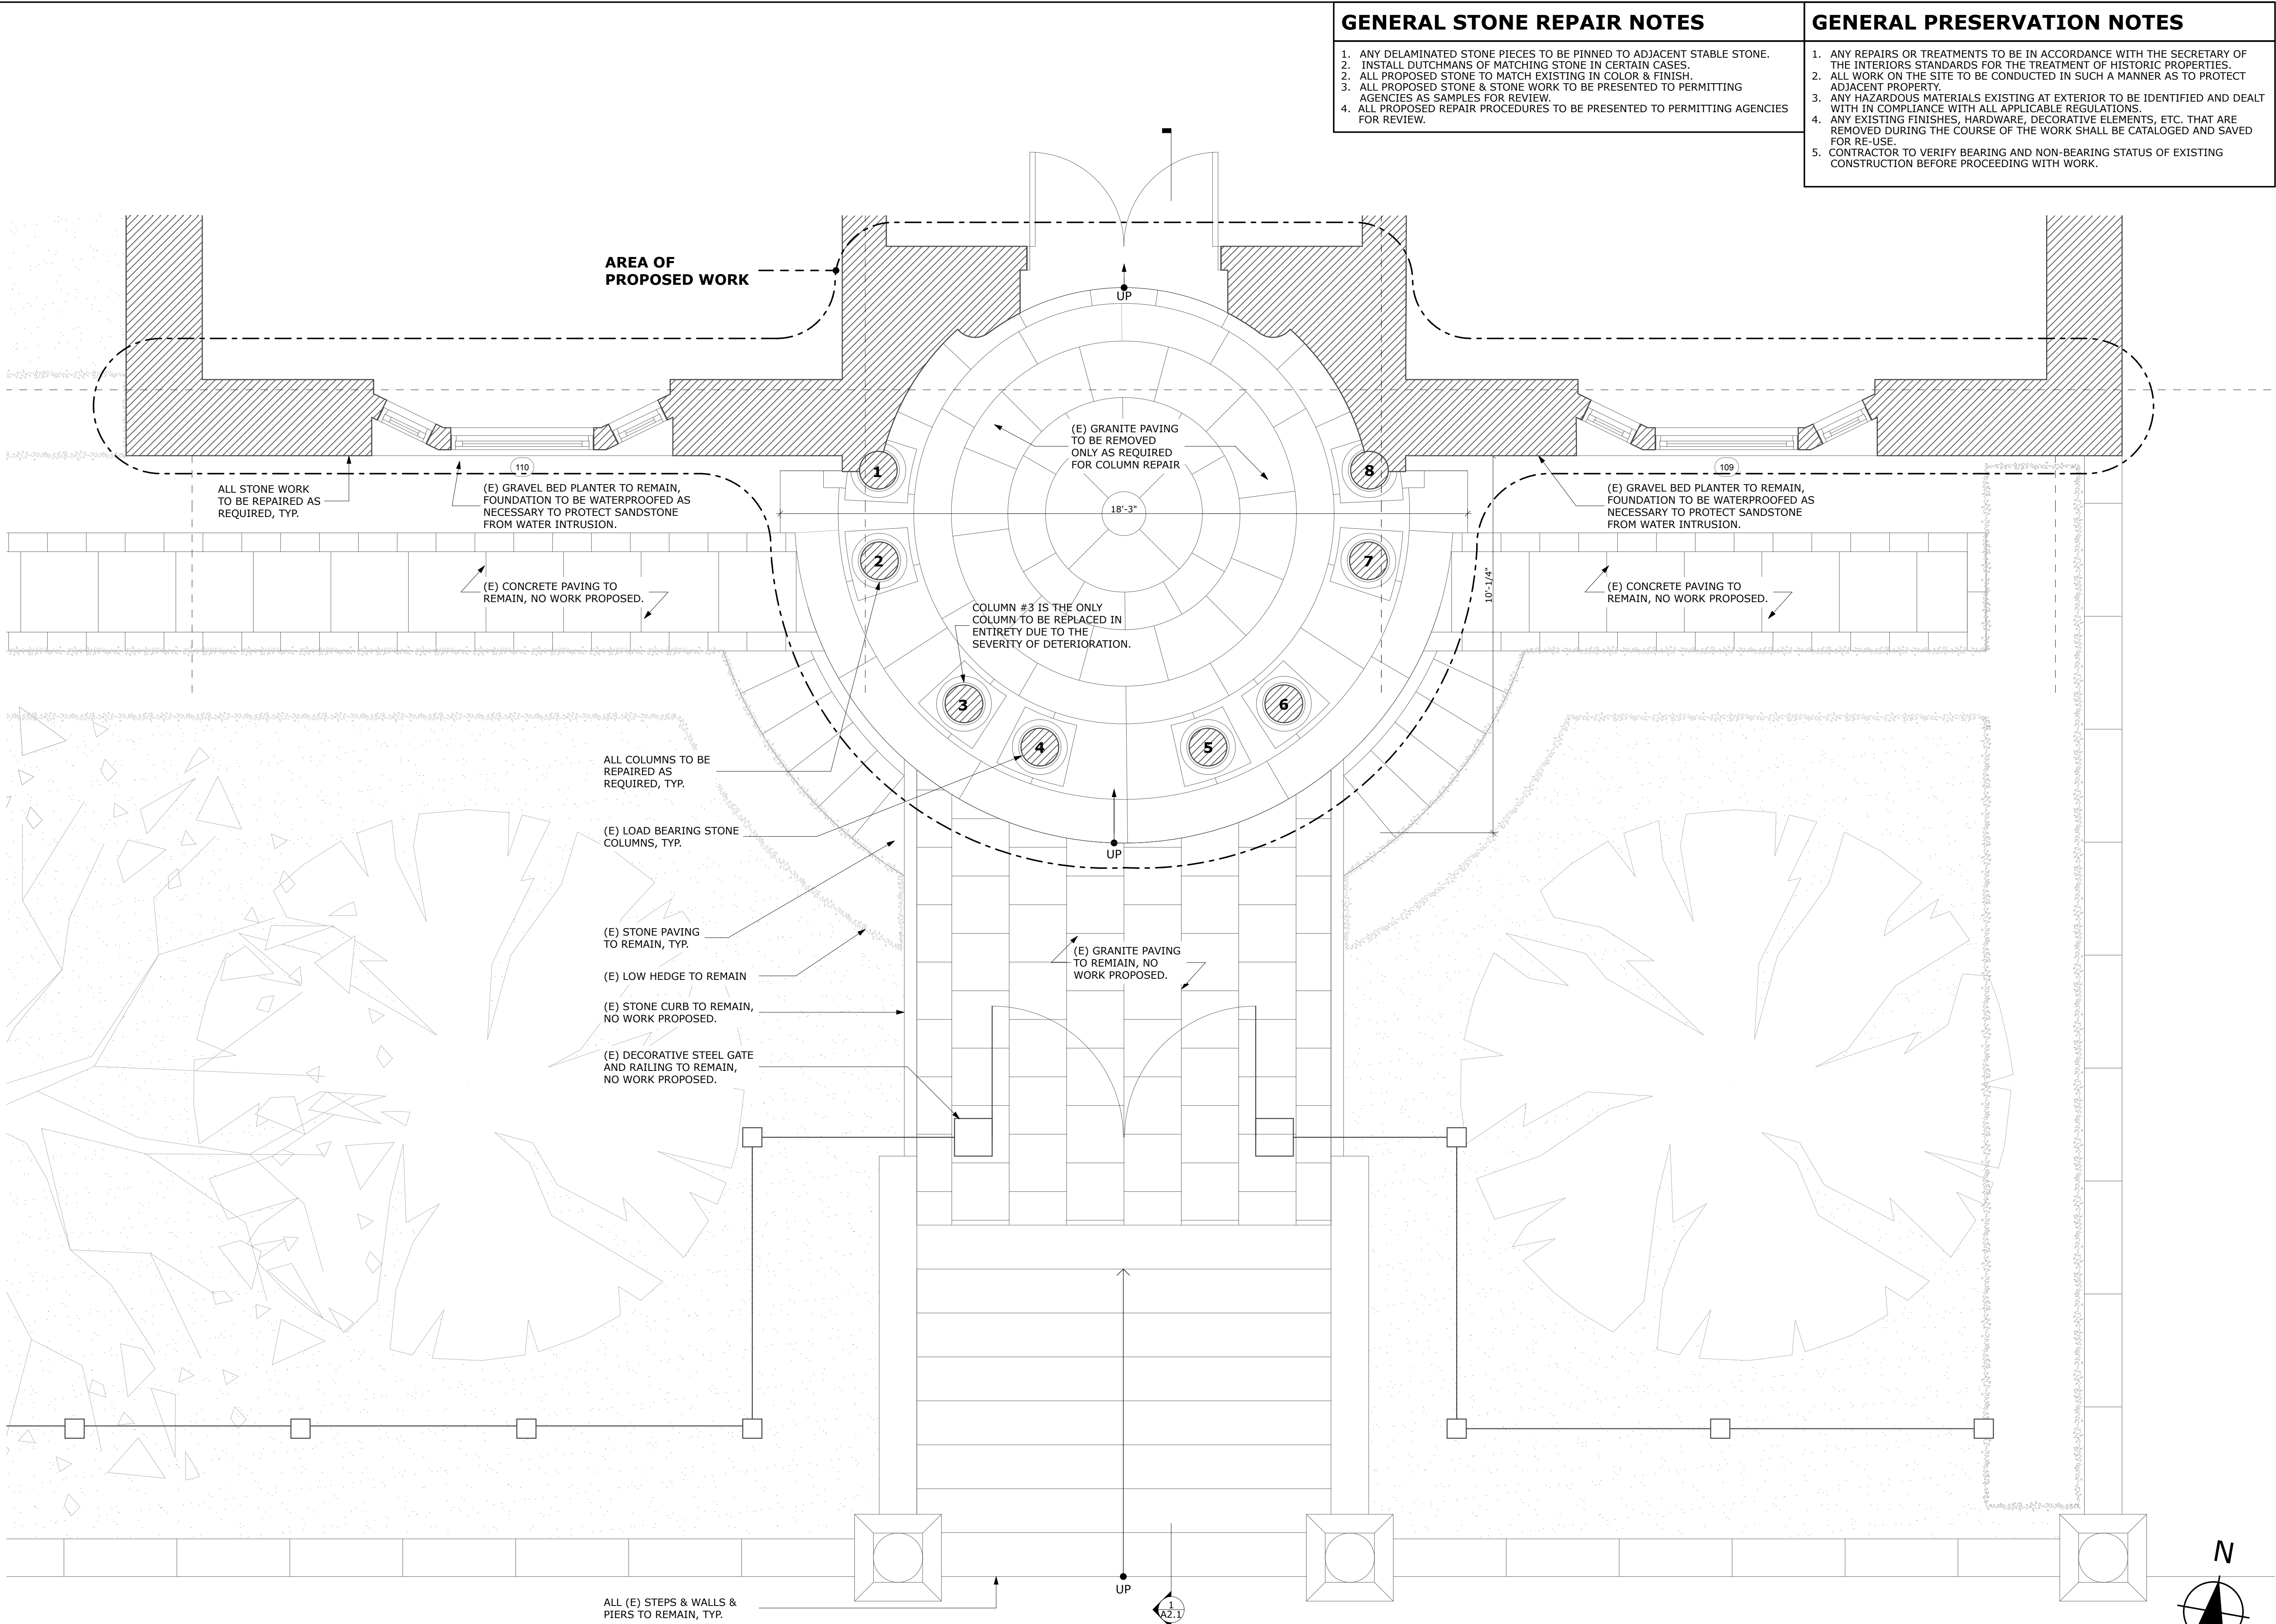 GENERAL STONE REPAIR NOTES
1. ANY DELAMINATED STONE PIECES TO BE PINNED TO ADJACENT STABLE STONE.
2. INSTALL DUTCHMANS OF MATCHING STONE IN CERTAIN CASES.
2. ALL PROPOSED STONE TO MATCH EXISTING IN COLOR & FINISH.
3. ALL PROPOSED STONE & STONE WORK TO BE PRESENTED TO PERMITTING
AGENCIES AS SAMPLES FOR REVIEW.
4. ALL PROPOSED REPAIR PROCEDURES TO BE PRESENTED TO PERMITTING AGENCIES
FOR REVIEW.
GENERAL PRESERVATION NOTES
1. ANY REPAIRS OR TREATMENTS TO BE IN ACCORDANCE WITH THE SECRETARY OF
THE INTERIORS STANDARDS FOR THE TREATMENT OF HISTORIC PROPERTIES.
2. ALL WORK ON THE SITE TO BE CONDUCTED IN SUCH A MANNER AS TO PROTECT
ADJACENT PROPERTY.
3. ANY HAZARDOUS MATERIALS EXISTING AT EXTERIOR TO BE IDENTIFIED AND DEALT
WITH IN COMPLIANCE WITH ALL APPLICABLE REGULATIONS.
4. ANY EXISTING FINISHES, HARDWARE, DECORATIVE ELEMENTS, ETC. THAT ARE
REMOVED DURING THE COURSE OF THE WORK SHALL BE CATALOGED AND SAVED
FOR RE-USE.
5. CONTRACTOR TO VERIFY BEARING AND NON-BEARING STATUS OF EXISTING
CONSTRUCTION BEFORE PROCEEDING WITH WORK.
AREA OF
PROPOSED WORK
UP
(E) GRANITE PAVING
TO BE REMOVED
ONLY AS REQUIRED
FOR COLUMN REPAIR
1
8
110
109
ALL STONE WORK
TO BE REPAIRED AS
REQUIRED, TYP.
(E) GRAVEL BED PLANTER TO REMAIN,
FOUNDATION TO BE WATERPROOFED AS
NECESSARY TO PROTECT SANDSTONE
FROM WATER INTRUSION.
18'-3"
(E) GRAVEL BED PLANTER TO REMAIN,
FOUNDATION TO BE WATERPROOFED AS
NECESSARY TO PROTECT SANDSTONE
FROM WATER INTRUSION.
2
7
10'-1/4"
(E) CONCRETE PAVING TO
REMAIN, NO WORK PROPOSED.
(E) CONCRETE PAVING TO
REMAIN, NO WORK PROPOSED.
COLUMN #3 IS THE ONLY
COLUMN TO BE REPLACED IN
ENTIRETY DUE TO THE
SEVERITY OF DETERIORATION.
3
6
4
5
ALL COLUMNS TO BE
REPAIRED AS
REQUIRED, TYP.
(E) LOAD BEARING STONE
COLUMNS, TYP.
UP
(E) STONE PAVING
TO REMAIN, TYP.
(E) GRANITE PAVING
TO REMIAIN, NO
WORK PROPOSED.
(E) LOW HEDGE TO REMAIN
(E) STONE CURB TO REMAIN,
NO WORK PROPOSED.
(E) DECORATIVE STEEL GATE
AND RAILING TO REMAIN,
NO WORK PROPOSED.
N
UP
ALL (E) STEPS & WALLS &
PIERS TO REMAIN, TYP.
1
A2.1